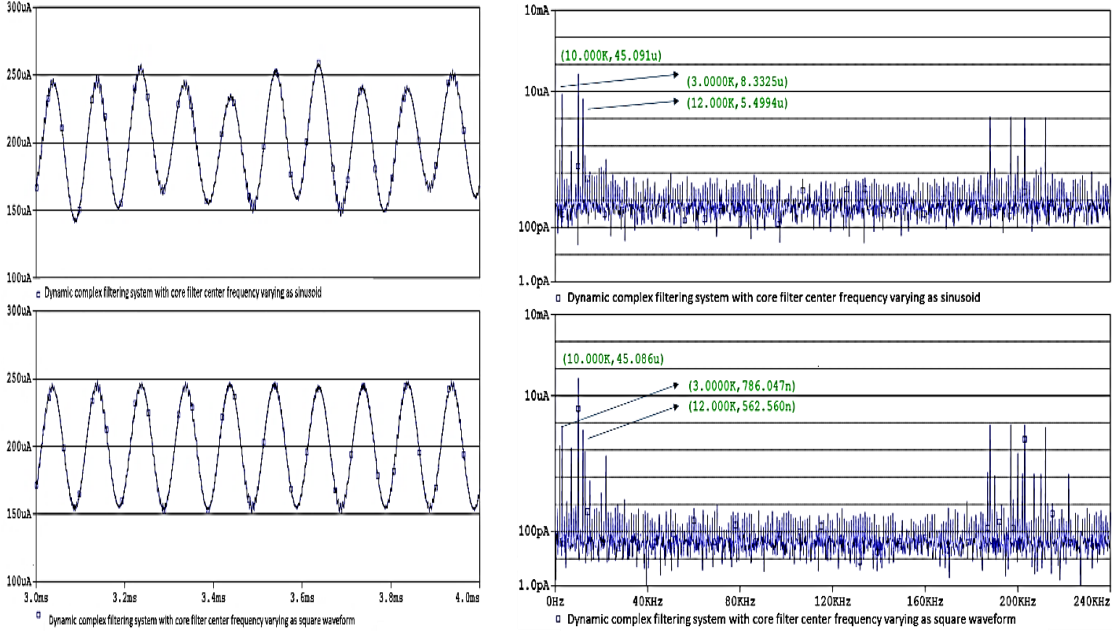 300uA
250uA
200uA
150uA
100uA
Dynamic complex filtering system with core filter center frequency varying as sinusoid
300uA
250uA
200uA
150uA
100uA
3.0ms 3.2ms 3.4ms 3.6ms 3.8ms 4.0ms
Dynamic complex filtering system with core filter center frequency varying as square waveform
10mA
(10.000K,45.091u)
(3.0000K,8.3325u)
10uA
(12.000K,5.4994u)
100pA
1.0pA
Dynamic complex filtering system with core filter center frequency varying as sinusoid
10mA
(10.000K,45.086u)
(3.0000K,786.047n)
10uA
(12.000K,562.560n)
100pA
1.0pA
0Hz 40KHz 80KHz 120KHz 160KHz 200KHz 240KHz
Dynamic complex filtering system with core filter center frequency varying as square waveform